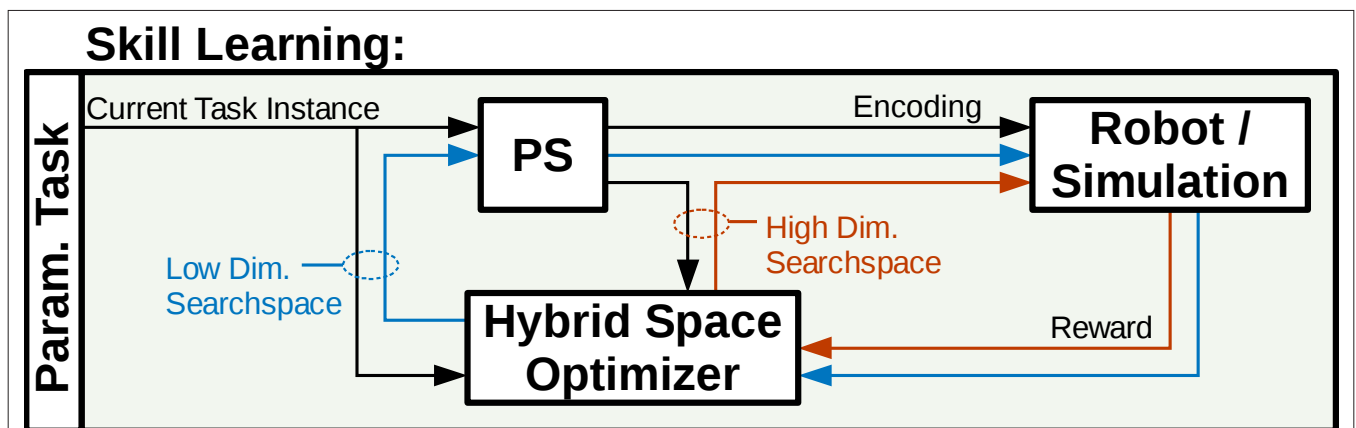 Skill Learning:
Param. Task
Current Task Instance
PS
Encoding
Robot /
Simulation
Low Dim.
Searchspace
High Dim.
Searchspace
Hybrid Space
Optimizer
Reward